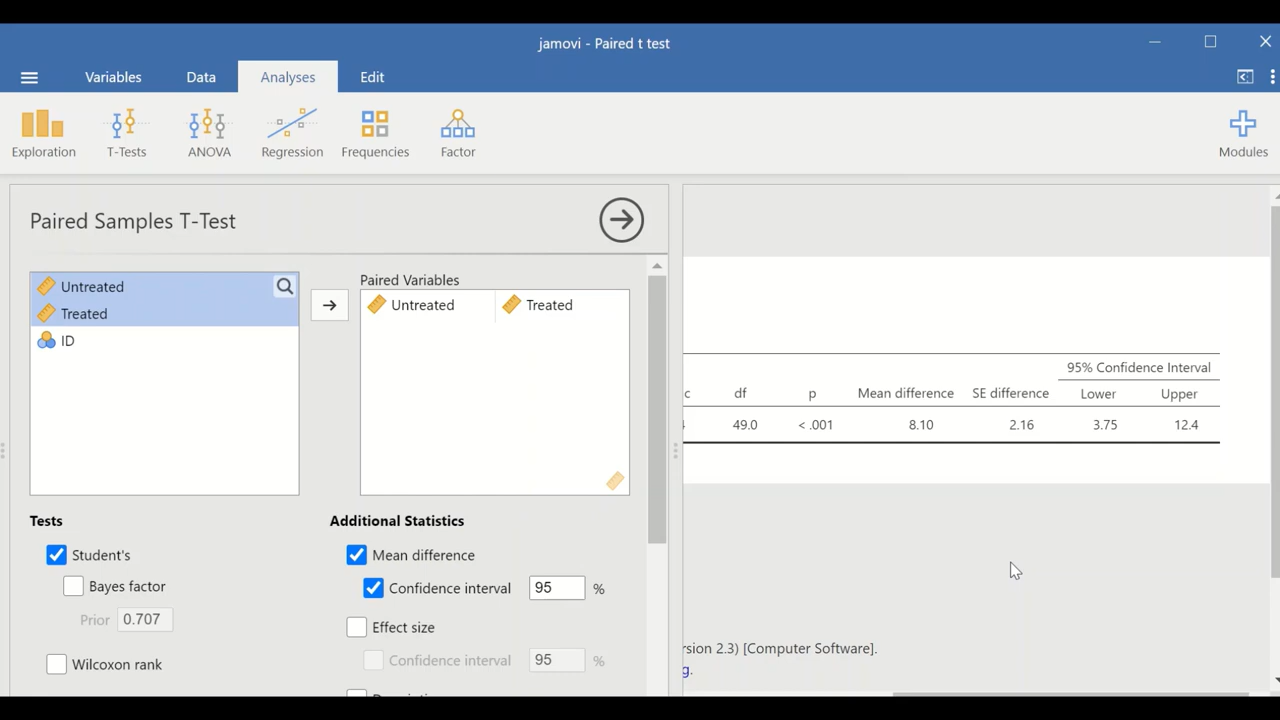 jamovi - Paired t test
Variables Data Analyses Edit
Exploration T-Tests ANOVA Regression Frequencies Factor Modules
Paired Samples T-Test
Untreated
Treated
ID
Paired Variables
Untreated Treated
Tests
Student's
Bayes factor
Prior 0.707
Wilcoxon rank
Additional Statistics
Mean difference
Confidence interval 95 %
Effect size
Confidence interval 95 %
95% Confidence Interval
c df p Mean difference SE difference Lower Upper
49.0 < .001 8.10 2.16 3.75 12.4
rsion 2.3) [Computer Software].
g.